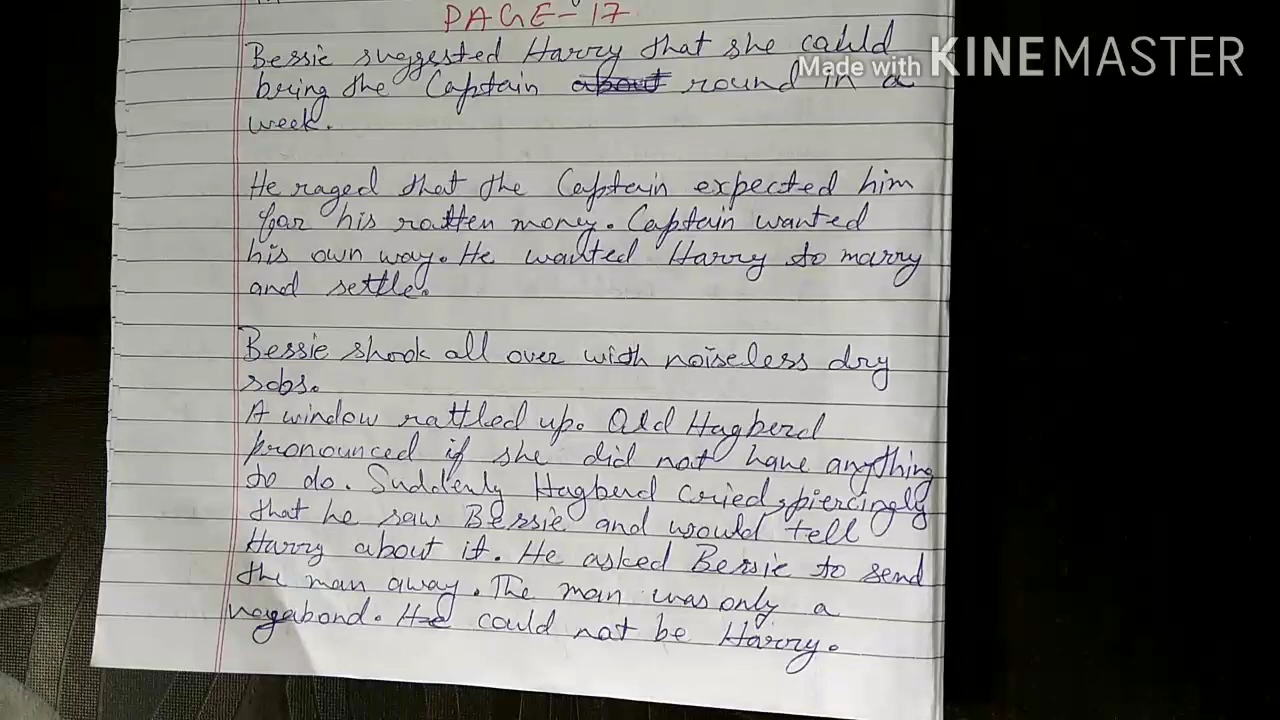 PAGE-17
Bessie suggested Harry that she could
Made with KINEMASTER
bring the Captain about round in a
week.
He raged that the Captain expected him
for his rotten money. Captain wanted
his own way. He wanted Harry to marry
and settle.
Bessie shook all over with noiseless dry
sobs.
A window rattled up. Old Hagberd
pronounced if she did not have anything
to do. Suddenly Hagberd cried, piercingly
that he saw Bessie and would tell
Harry about it. He asked Bessie to send
the man away. The man was only a
vagabond. He could not be Harry.